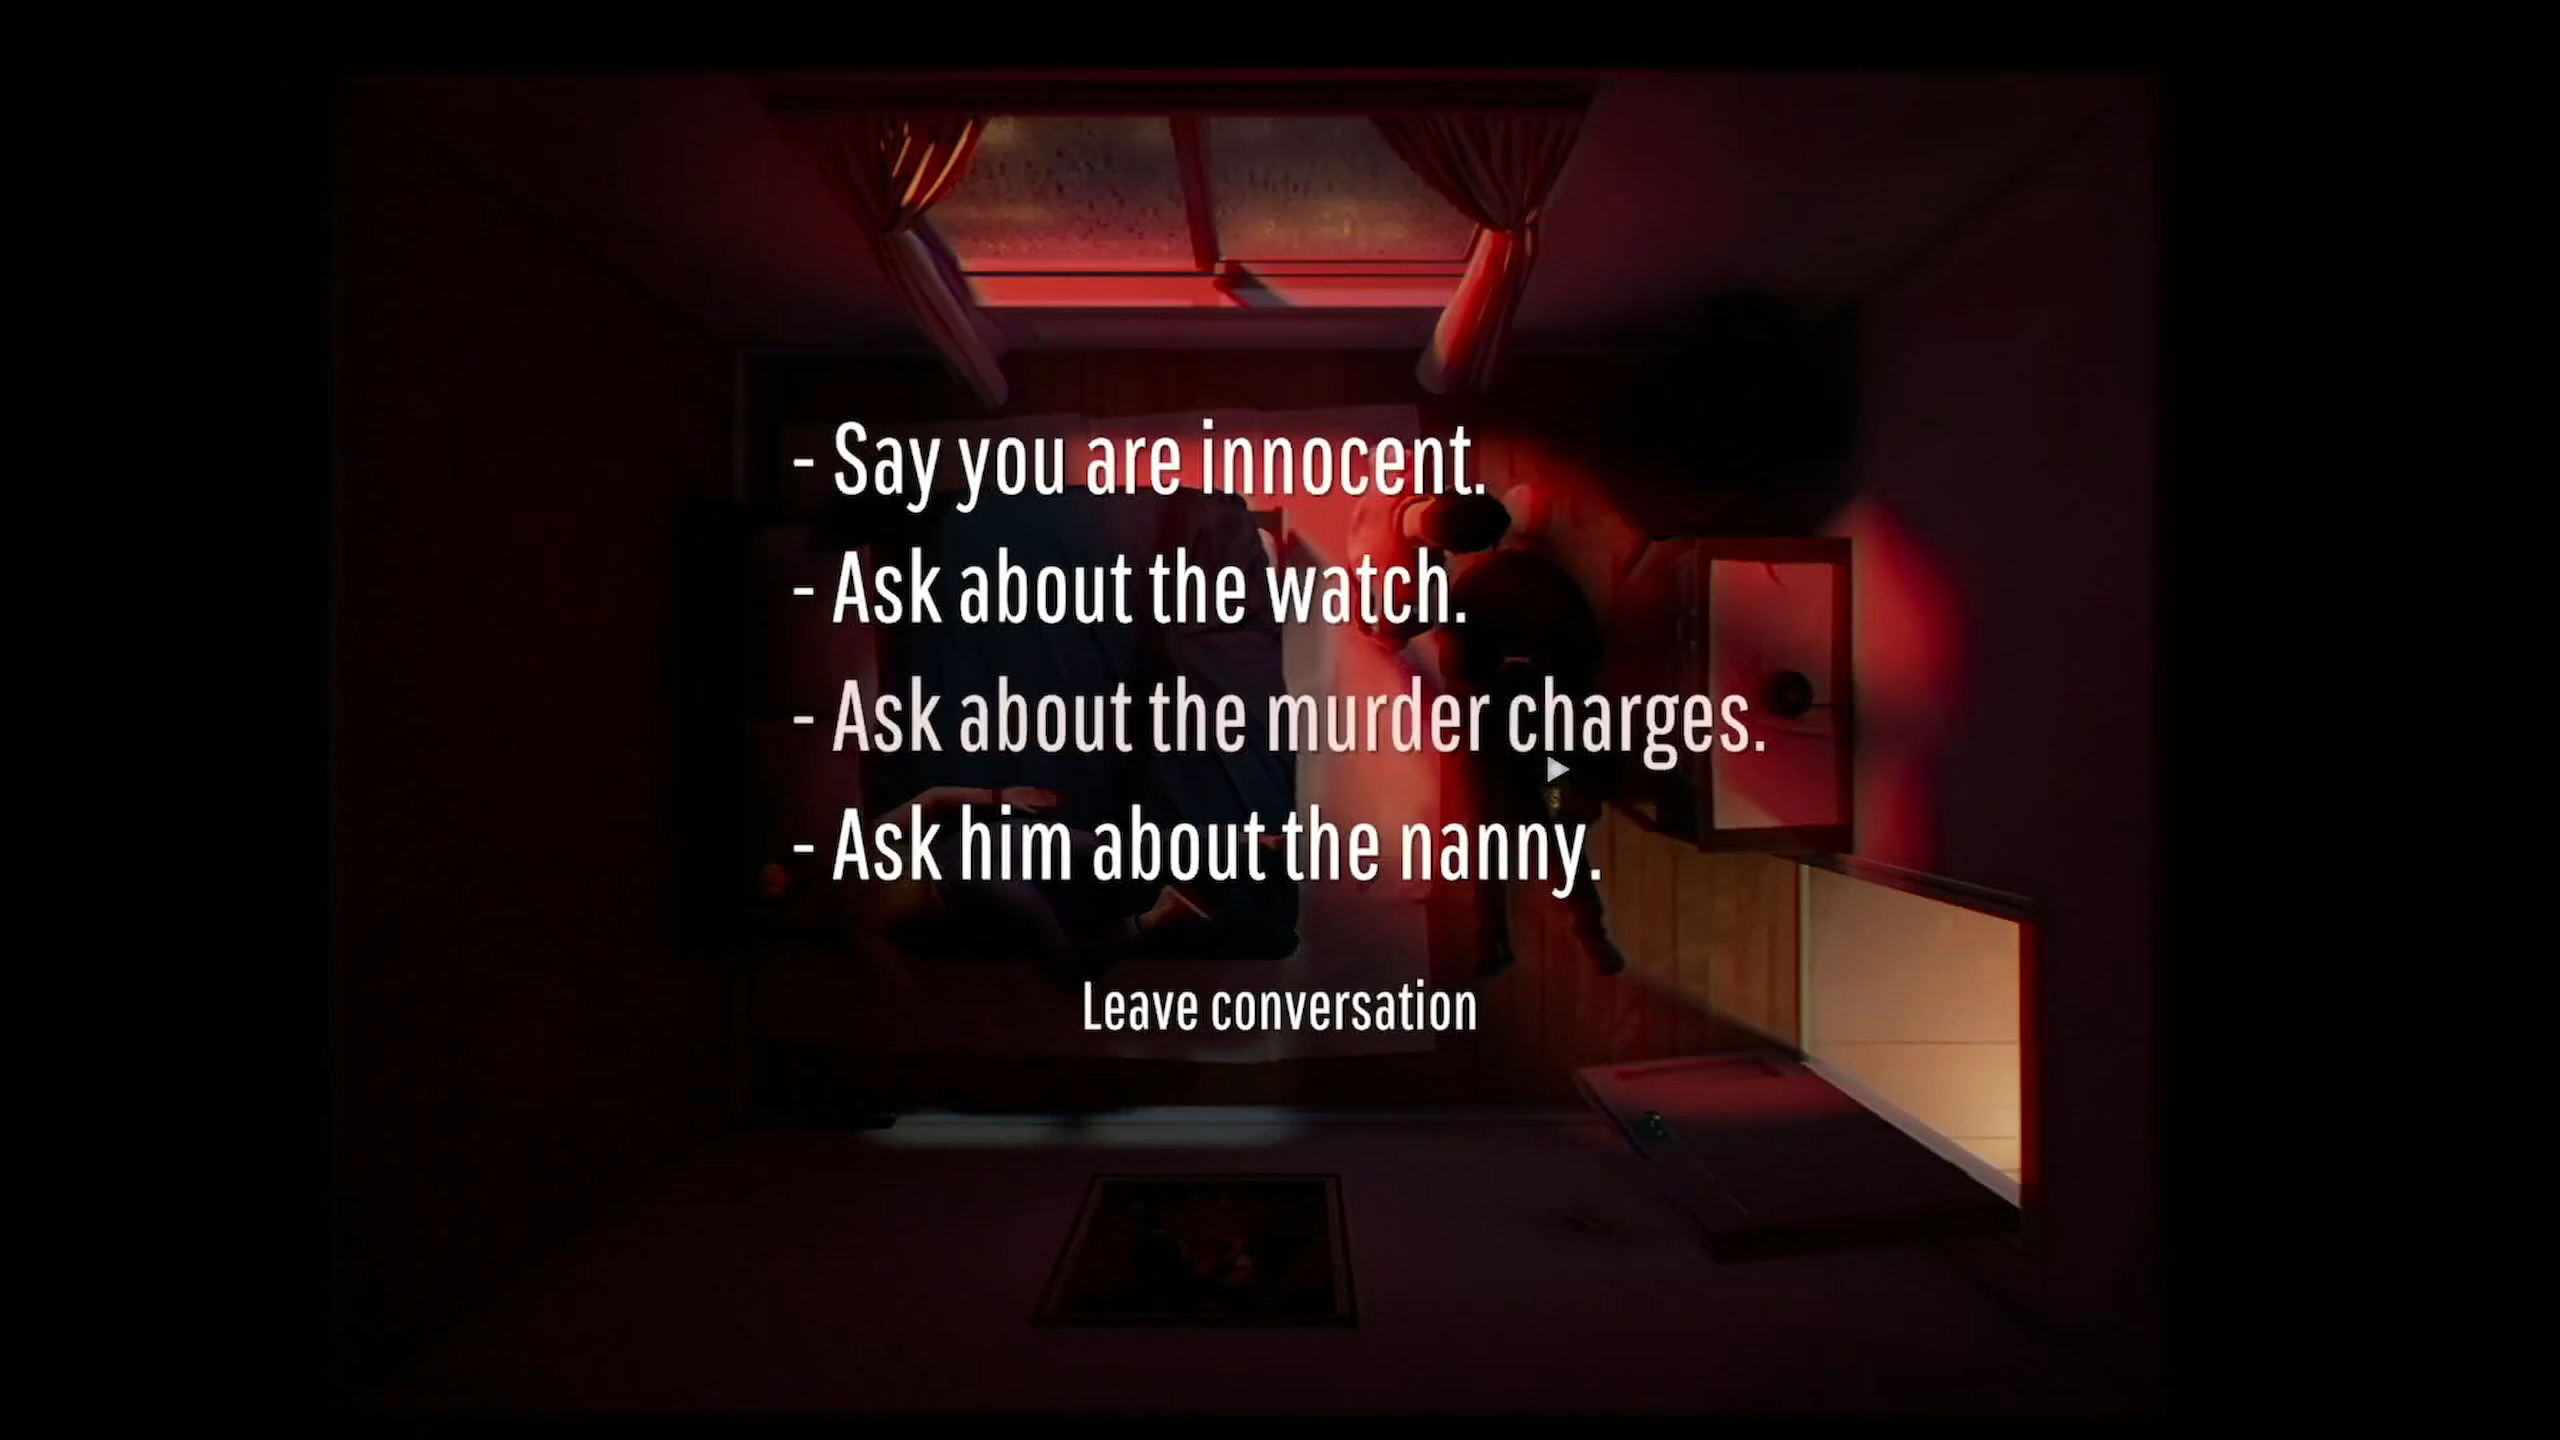 - Say you are innocent.
- Ask about the watch.
- Ask about the murder charges.
- Ask him about the nanny.
Leave conversation